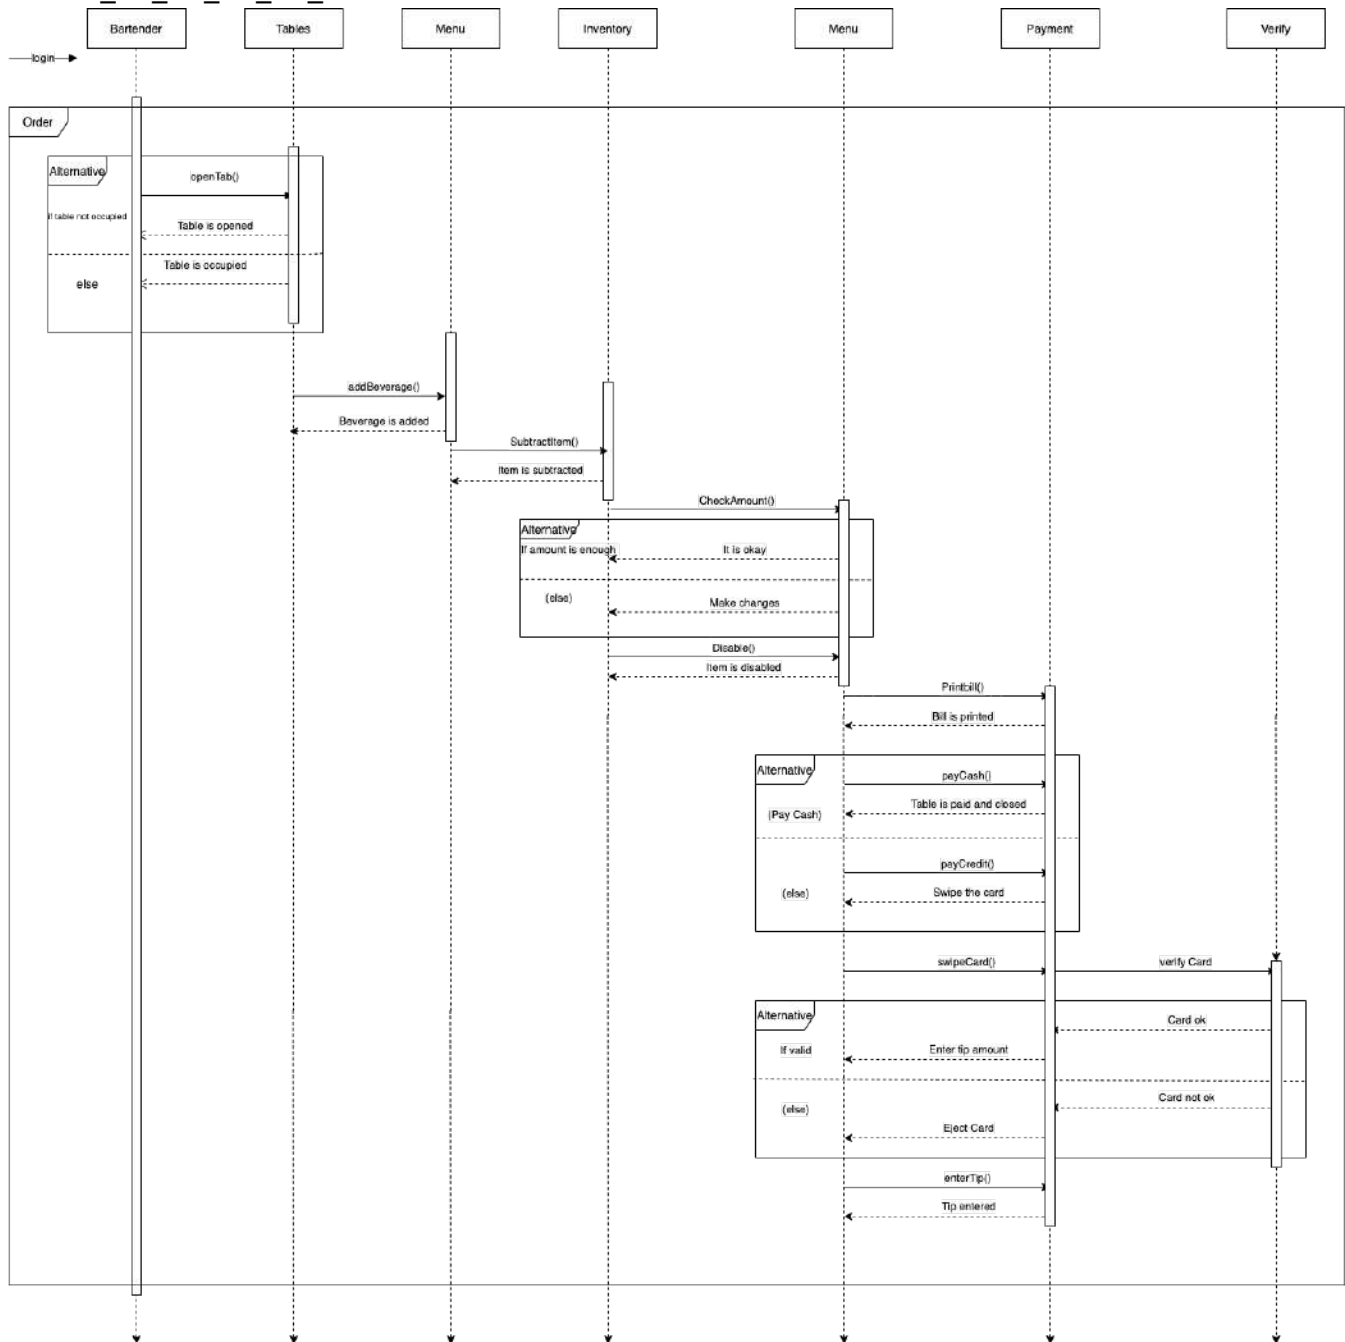 Bartender
Tables
Menu
Inventory
Menu
Payment
Verify
login
Order
Alternative
openTab()
if table not occupied
Table is opened
Table is occupied
else
addBeverage()
Beverage is added
SubtractItem()
Item is subtracted
CheckAmount()
Alternative
If amount is enough
It is okay
(else)
Make changes
Disable()
Item is disabled
Printbill()
Bill is printed
Alternative
payCash()
Table is paid and closed
(Pay Cash)
payCredit()
(else)
Swipe the card
swipeCard()
verify Card
Alternative
Card ok
If valid
Enter tip amount
Card not ok
(else)
Eject Card
enterTip()
Tip entered